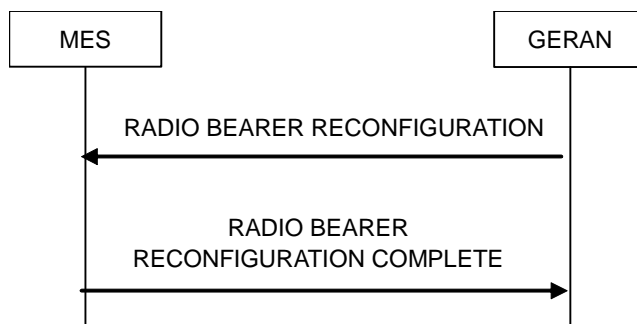 MES
GERAN
RADIO BEARER RECONFIGURATION
RADIO BEARER
RECONFIGURATION COMPLETE